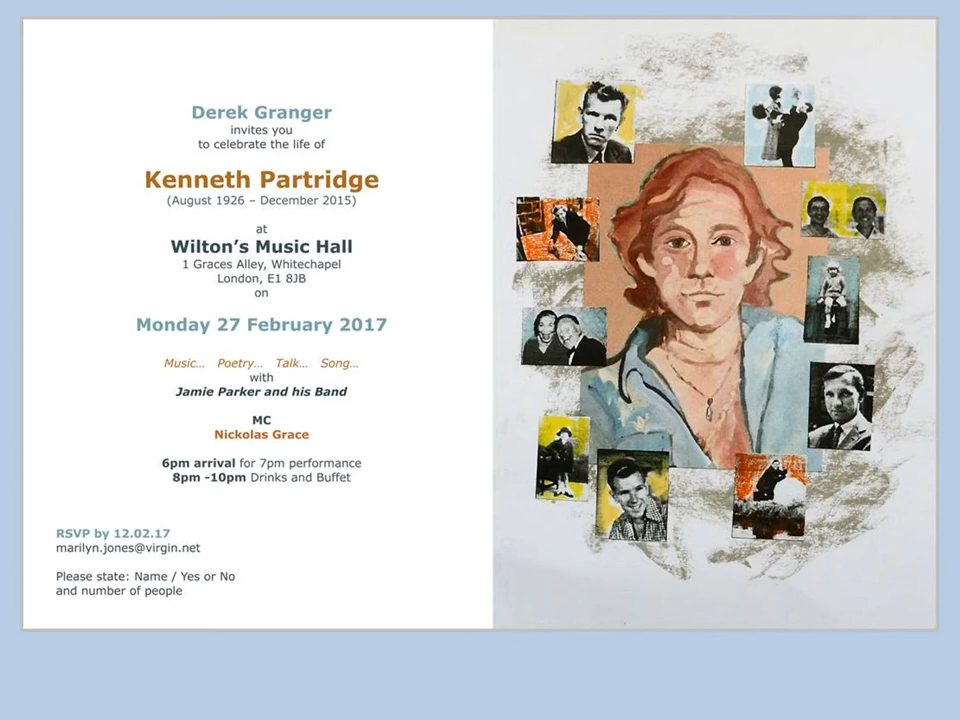 Derek Granger
invites you
to celebrate the life of
Kenneth Partridge
(August 1926 – December 2015)
at
Wilton’s Music Hall
1 Graces Alley, Whitechapel
London, E1 8JB
on
Monday 27 February 2017
Music… Poetry… Talk… Song…
with
Jamie Parker and his Band
MC
Nickolas Grace
6pm arrival for 7pm performance
8pm -10pm Drinks and Buffet
RSVP by 12.02.17
marilyn.jones@virgin.net
Please state: Name / Yes or No
and number of people